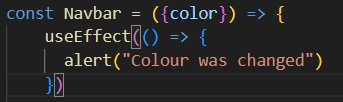 const Navbar = ({color}) => {
useEffect(() => {
alert("Colour was changed")
})